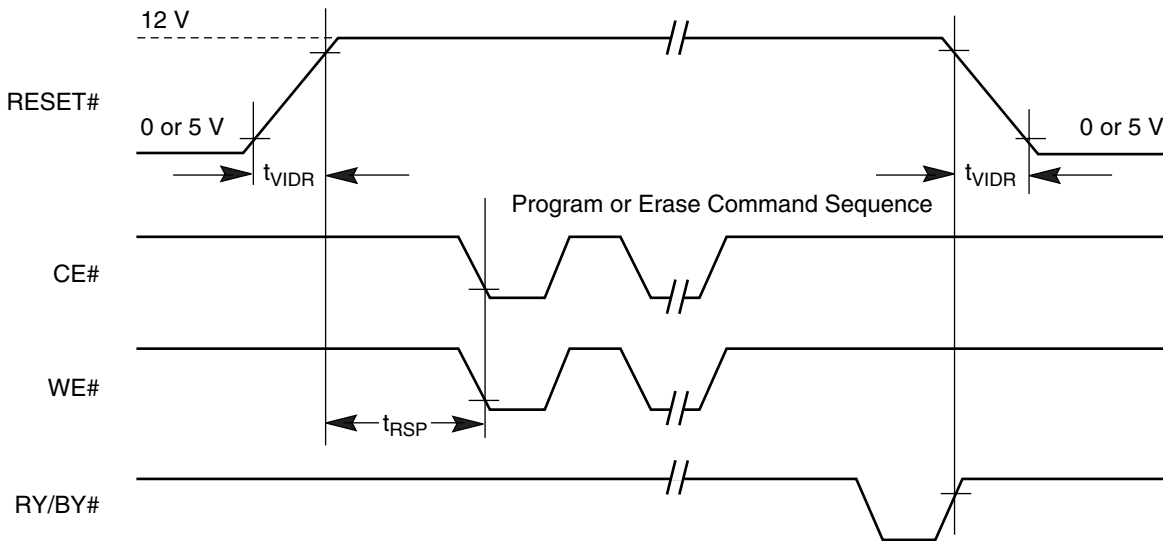 12 V
RESET#
0 or 5 V
0 or 5 V
tVIDR
tVIDR
Program or Erase Command Sequence
CE#
WE#
tRSP
RY/BY#